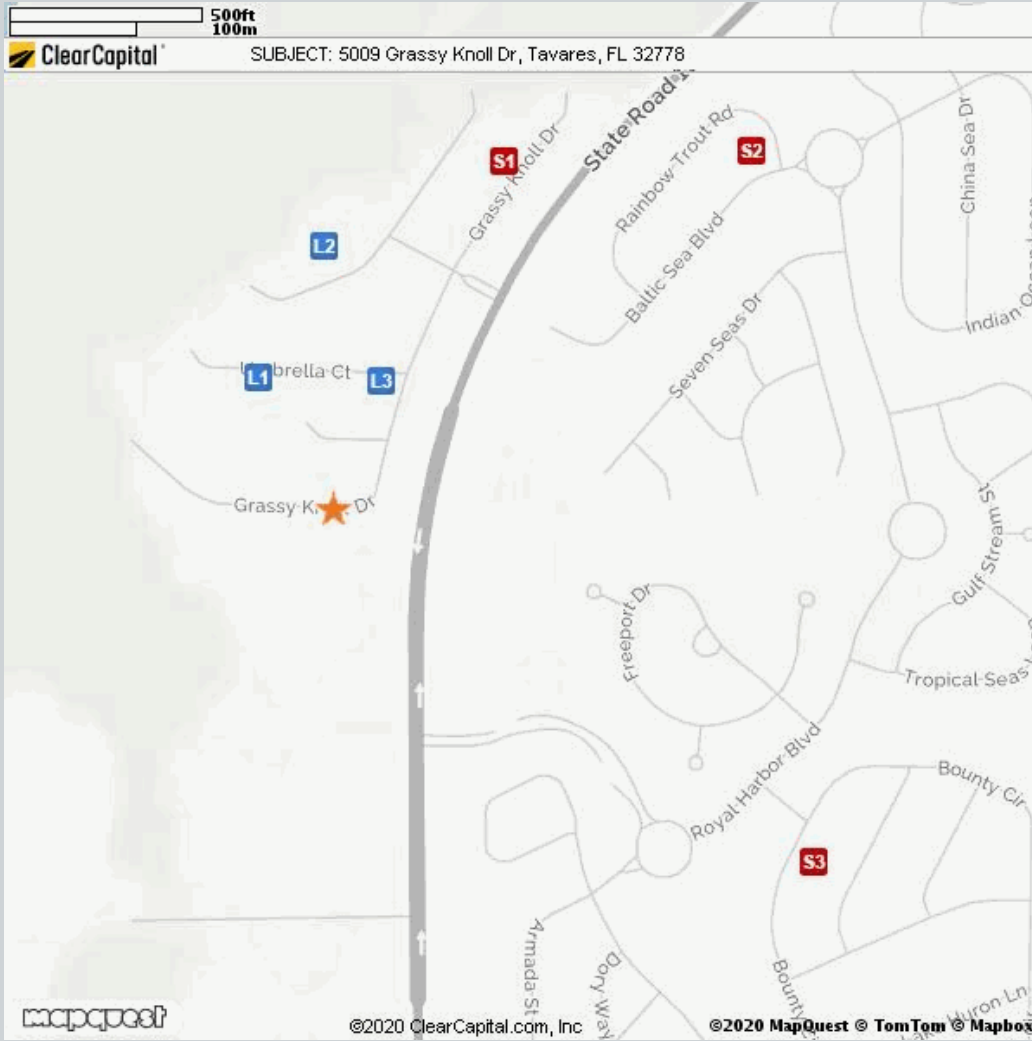 500ft
100m
ClearCapital
SUBJECT: 5009 Grassy Knoll Dr, Tavares, FL 32778
State Road
Rainbow Trout Rd
S2
China Sea Dr
S1
Grassy Knoll Dr
L2
Baltic Sea Blvd
Indian
Seven Seas Dr
L1
Ct
L3
Grassy
Dr
Gulf Stream St
Freeport Dr
Tropical Seas
Royal Harbor Blvd
Bounty Cir
S3
Armada St
Dory Way
Bounty
Huron Ln
mapquest
©2020 ClearCapital.com, Inc
©2020 MapQuest © TomTom © Mapbox